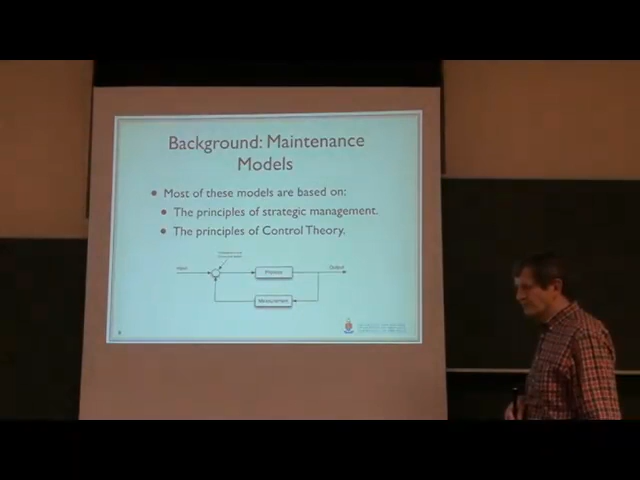 Background: Maintenance
Models
• Most of these models are based on:
• The principles of strategic management.
• The principles of Control Theory.
Input
Process
Output
Measurement